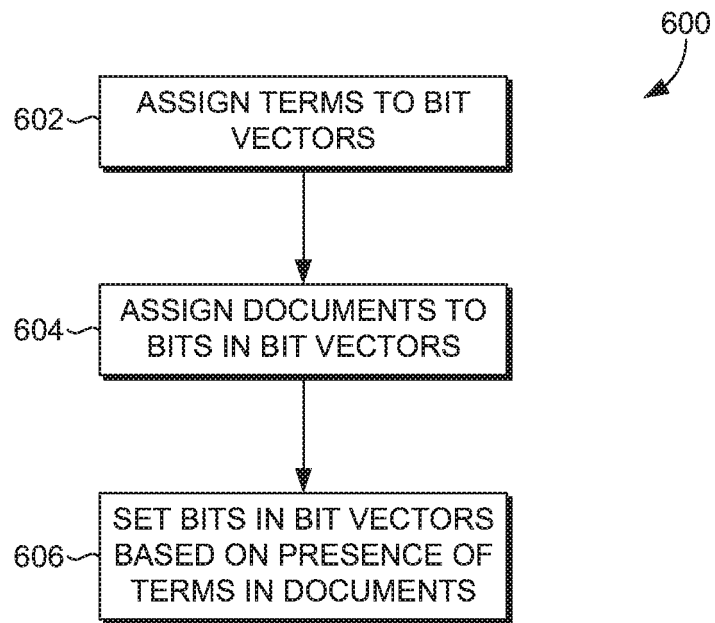 600
602
ASSIGN TERMS TO BIT
VECTORS
604
ASSIGN DOCUMENTS TO
BITS IN BIT VECTORS
606
SET BITS IN BIT VECTORS
BASED ON PRESENCE OF
TERMS IN DOCUMENTS